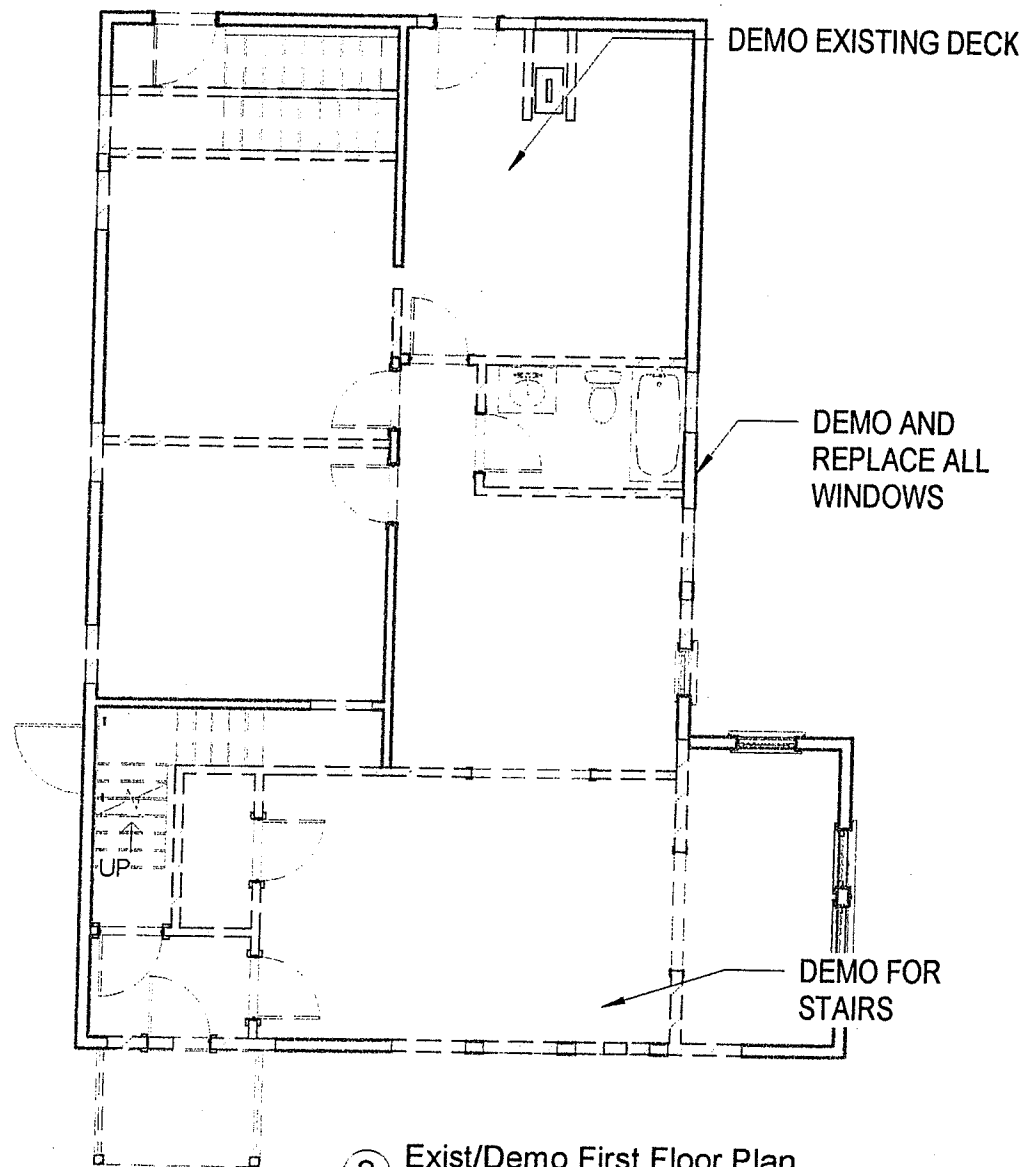 DEMO EXISTING DECK
DEMO AND
REPLACE ALL
WINDOWS
UP
DEMO FOR
STAIRS
Exist/Demo First Floor Plan